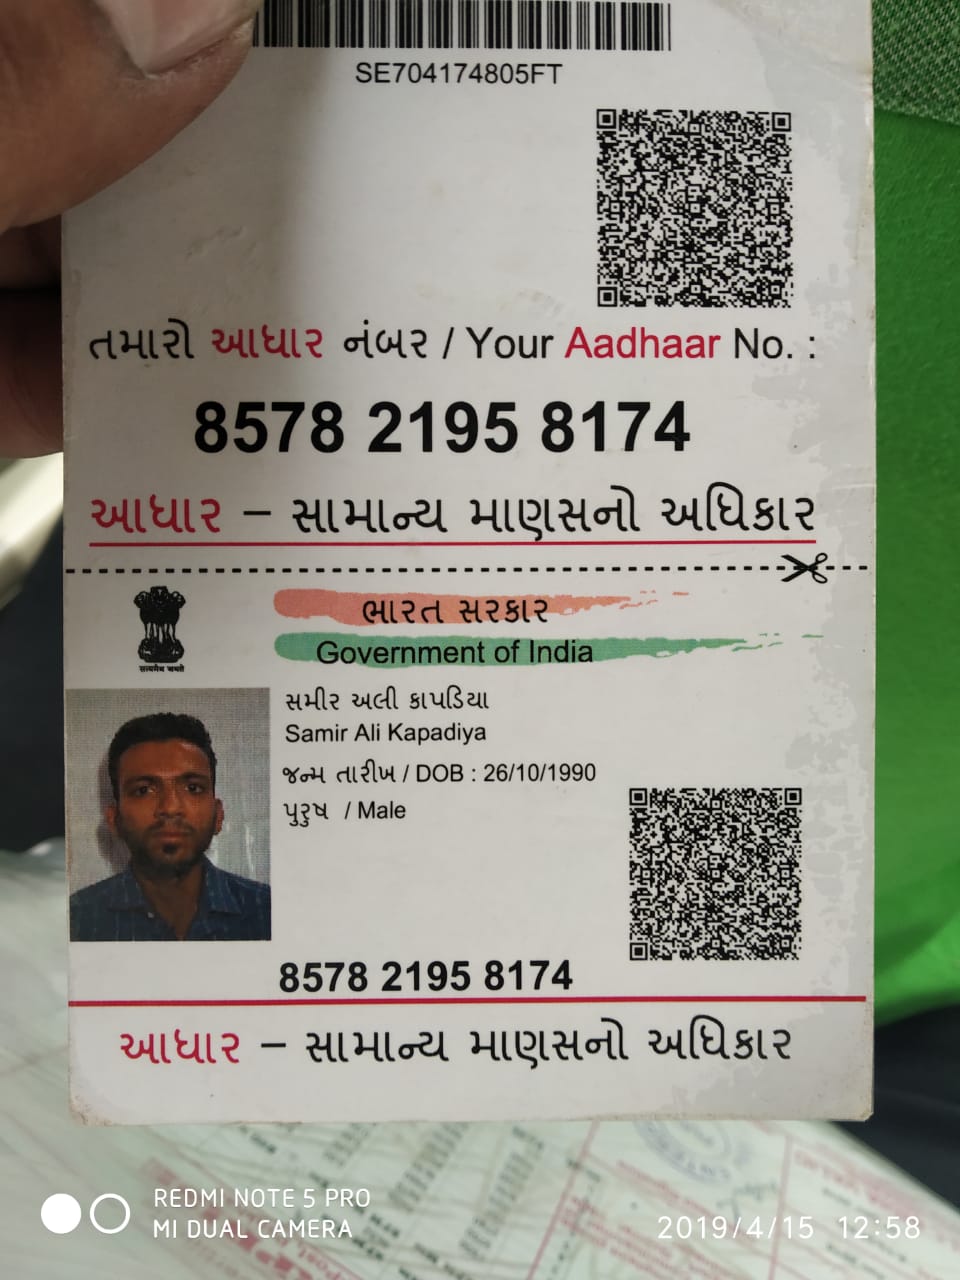 SE704174805FT
તમારો આધાર નંબર / Your Aadhaar No. :
8578 2195 8174
આધાર – સામાન્ય માણસનો અધિકાર
ભારત સરકાર
Government of India
सत्यमेव जयते
સમીર અલી કાપડિયા
Samir Ali Kapadiya
જન્મ તારીખ / DOB : 26/10/1990
પુરુષ / Male
8578 2195 8174
આધાર – સામાન્ય માણસનો અધિકાર
REDMI NOTE 5 PRO
MI DUAL CAMERA
2019/4/15 12:58